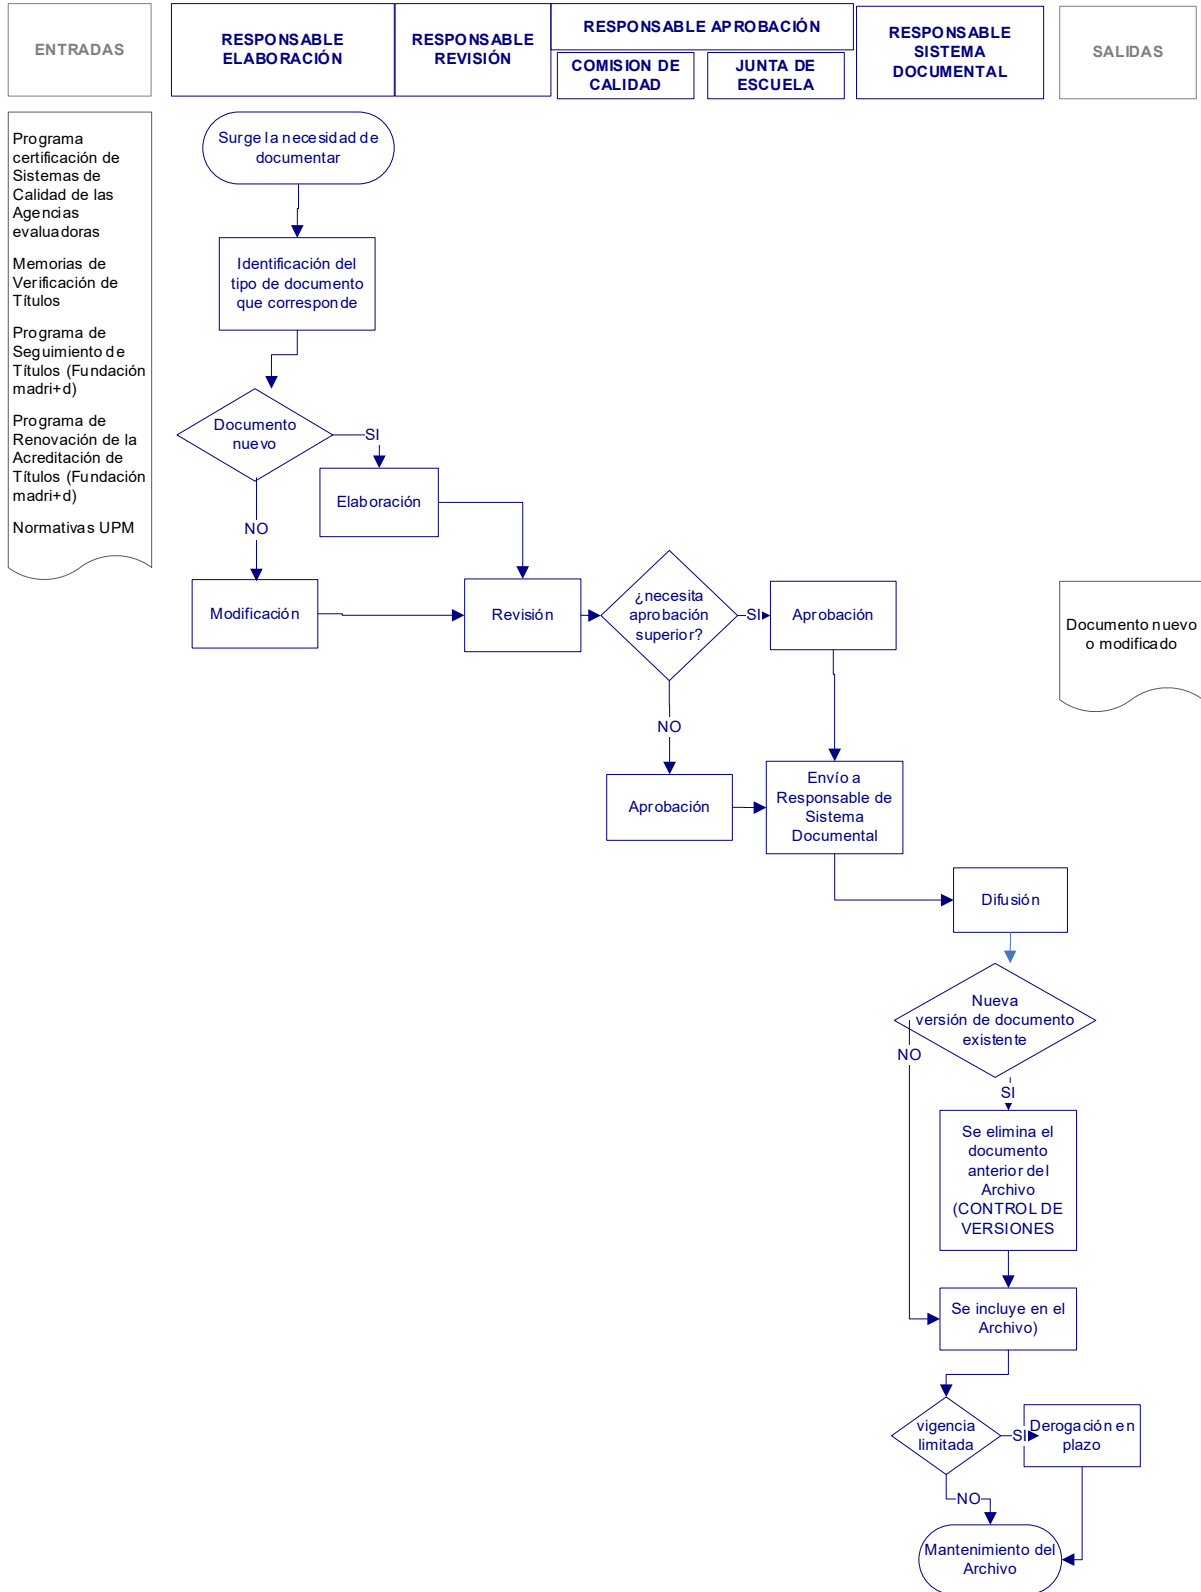 ENTRADAS
RESPONSABLE
ELABORACIÓN
RESPONSABLE
REVISIÓN
RESPONSABLE APROBACIÓN
COMISION DE
CALIDAD
JUNTA DE
ESCUELA
RESPONSABLE
SISTEMA
DOCUMENTAL
SALIDAS
Programa
certificación de
Sistemas de
Calidad de las
Agencias
evaluadoras
Memorias de
Verificación de
Títulos
Programa de
Seguimiento de
Títulos (Fundación
madri+d)
Programa de
Renovación de la
Acreditación de
Títulos (Fundación
madri+d)
Normativas UPM
Surge la necesidad de
documentar
Identificación del
tipo de documento
que corresponde
Documento
nuevo
SI
Elaboración
NO
Modificación
Revisión
¿necesita
aprobación
superior?
SI
Aprobación
Documento nuevo
o modificado
NO
Aprobación
Envío a
Responsable de
Sistema
Documental
Difusión
Nueva
versión de documento
existente
NO
SI
Se elimina el
documento
anterior del
Archivo
(CONTROL DE
VERSIONES
Se incluye en el
Archivo)
vigencia
limitada
SI
Derogación en
plazo
NO
Mantenimiento del
Archivo